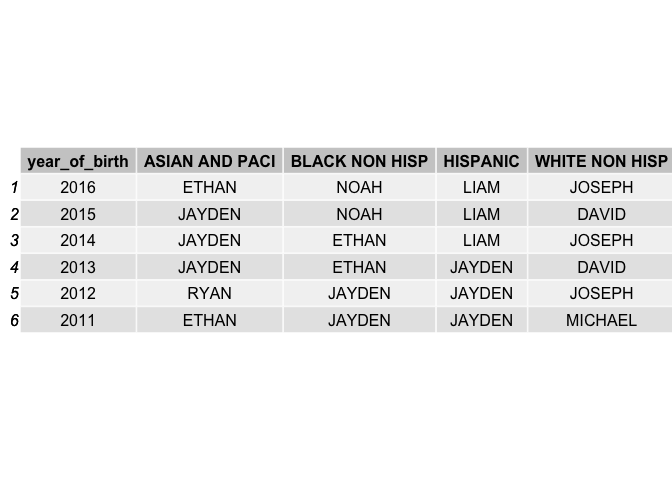 year_of_birth ASIAN AND PACI BLACK NON HISP HISPANIC WHITE NON HISP
1 2016 ETHAN NOAH LIAM JOSEPH
2 2015 JAYDEN NOAH LIAM DAVID
3 2014 JAYDEN ETHAN LIAM JOSEPH
4 2013 JAYDEN ETHAN JAYDEN DAVID
5 2012 RYAN JAYDEN JAYDEN JOSEPH
6 2011 ETHAN JAYDEN JAYDEN MICHAEL